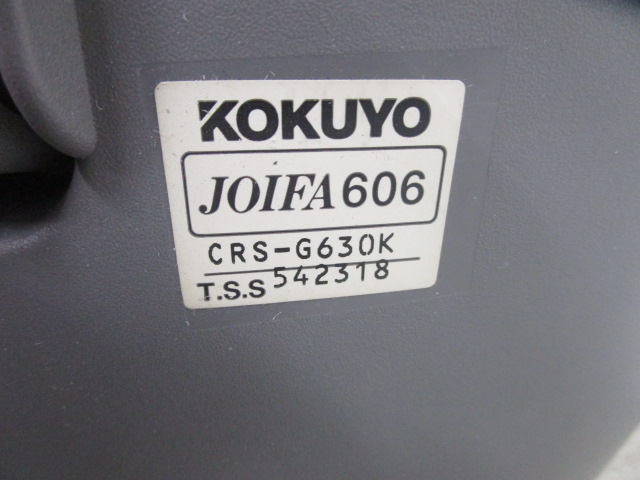 KOKUYO
JOIFA606
CRS-G630K
T.S.S 542318